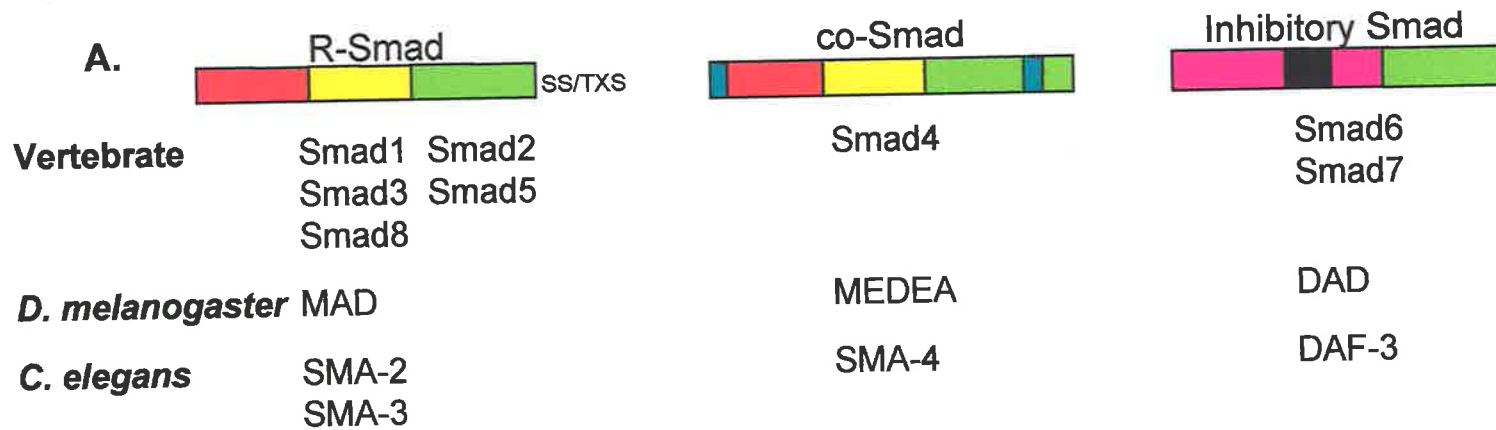 A.
R-Smad
co-Smad
Inhibitory Smad
SS/TXS
Vertebrate
Smad1 Smad2
Smad3 Smad5
Smad8
Smad4
Smad6
Smad7
D. melanogaster MAD
MEDEA
DAD
C. elegans
SMA-2
SMA-3
SMA-4
DAF-3